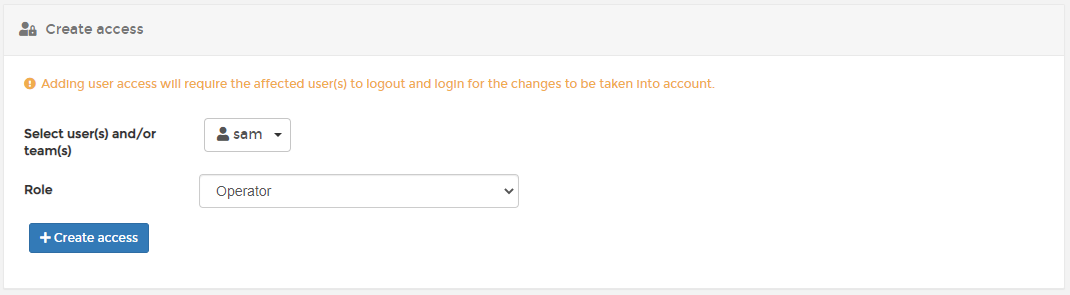 Create access
Adding user access will require the affected user(s) to logout and login for the changes to be taken into account.
Select user(s) and/or
team(s)
sam
Role
Operator
Create access